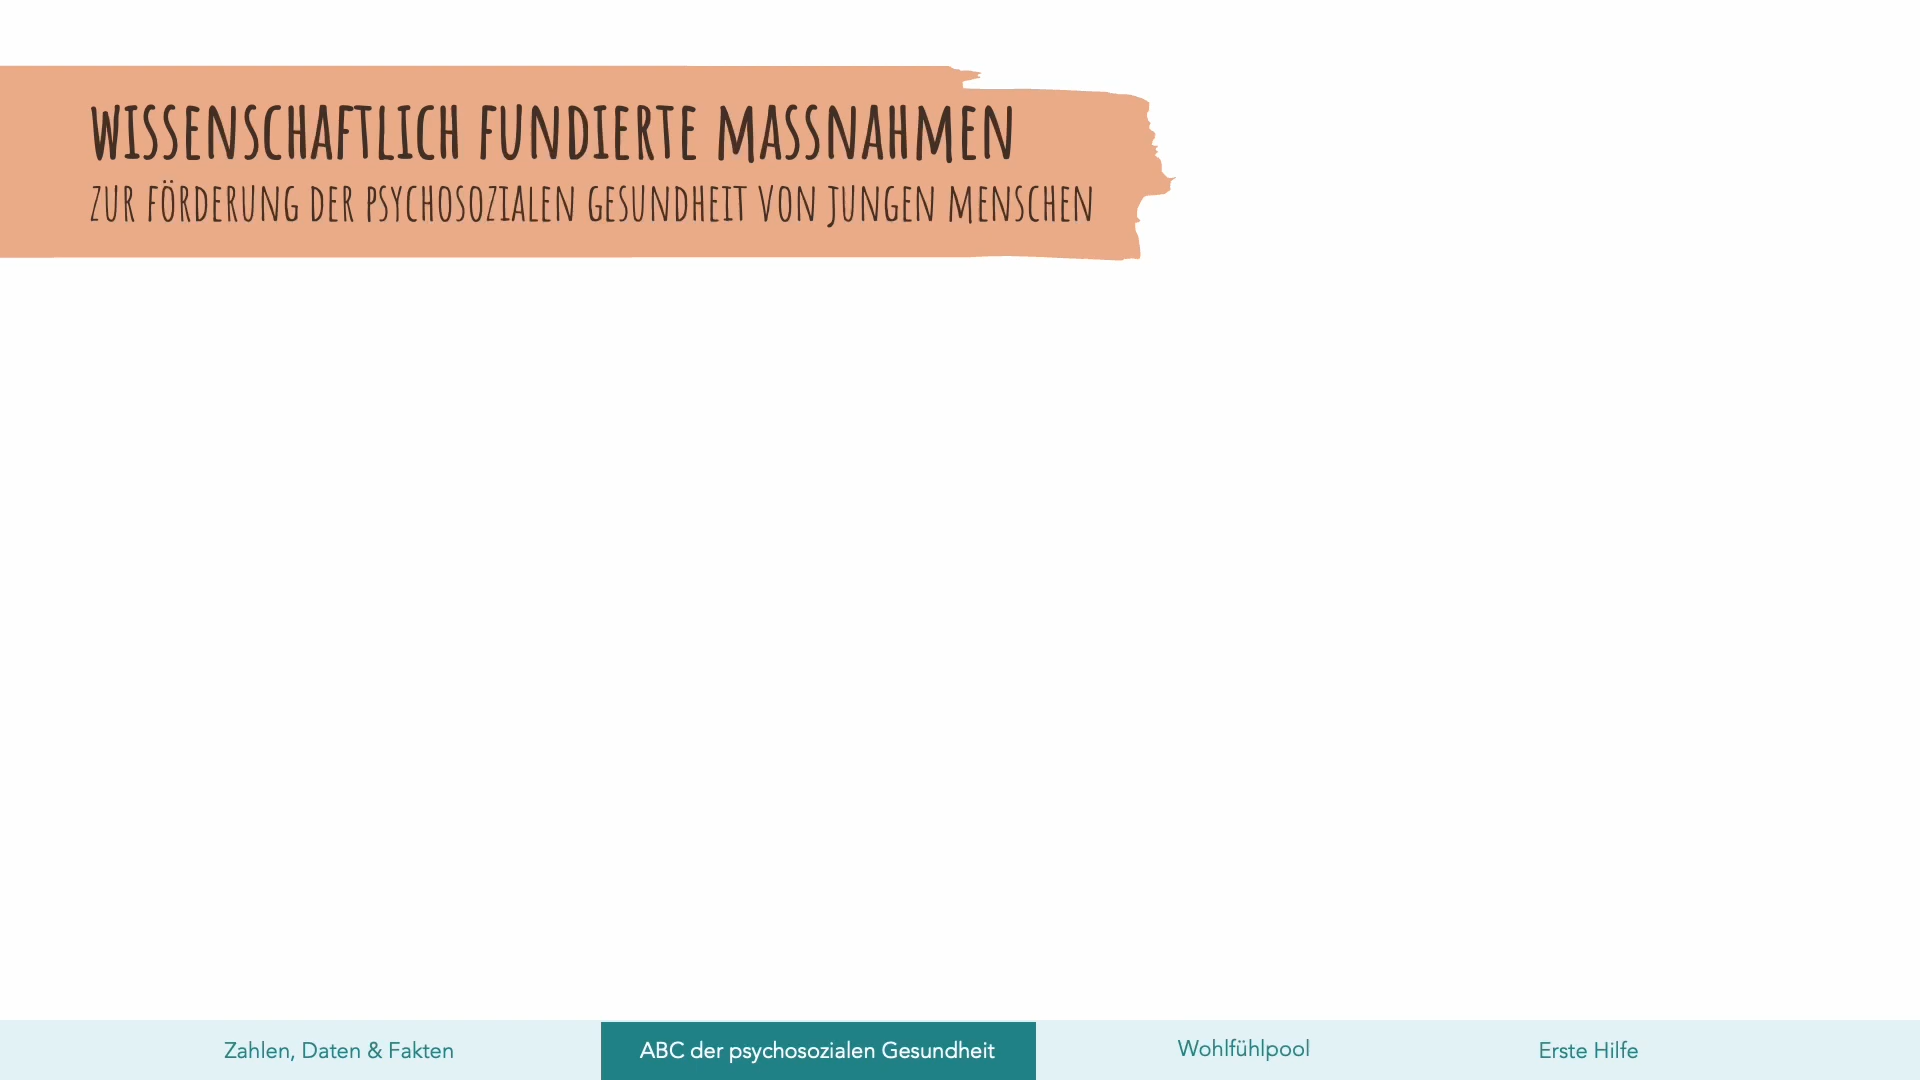 WISSENSCHAFTLICH FUNDIERTE MASSNAHMEN
ZUR FÖRDERUNG DER PSYCHOSOZIALEN GESUNDHEIT VON JUNGEN MENSCHEN
Zahlen, Daten & Fakten
ABC der psychosozialen Gesundheit
Wohlfühlpool
Erste Hilfe